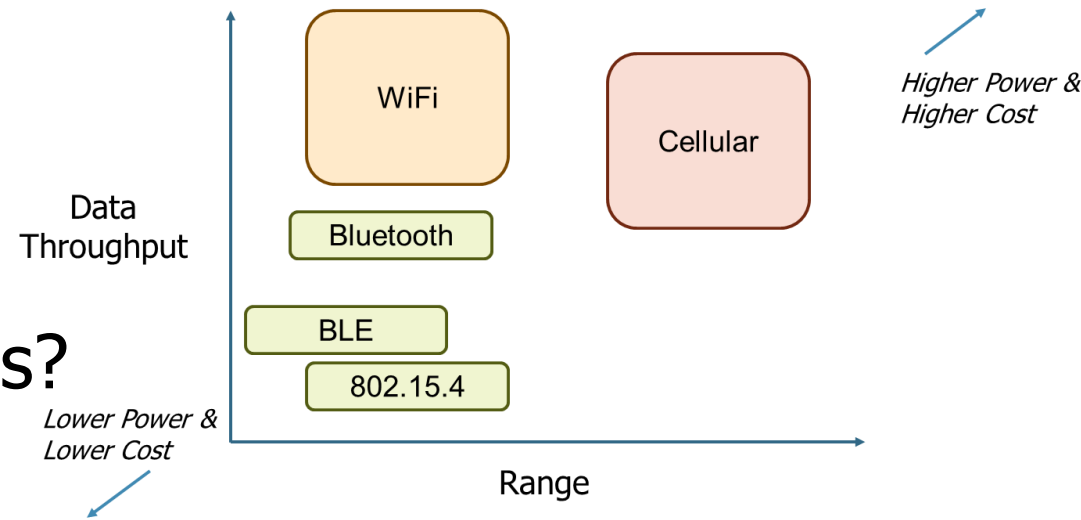 WiFi
Cellular
Higher Power &
Higher Cost
Data
Throughput
Bluetooth
BLE
s?
802.15.4
Lower Power &
Lower Cost
Range